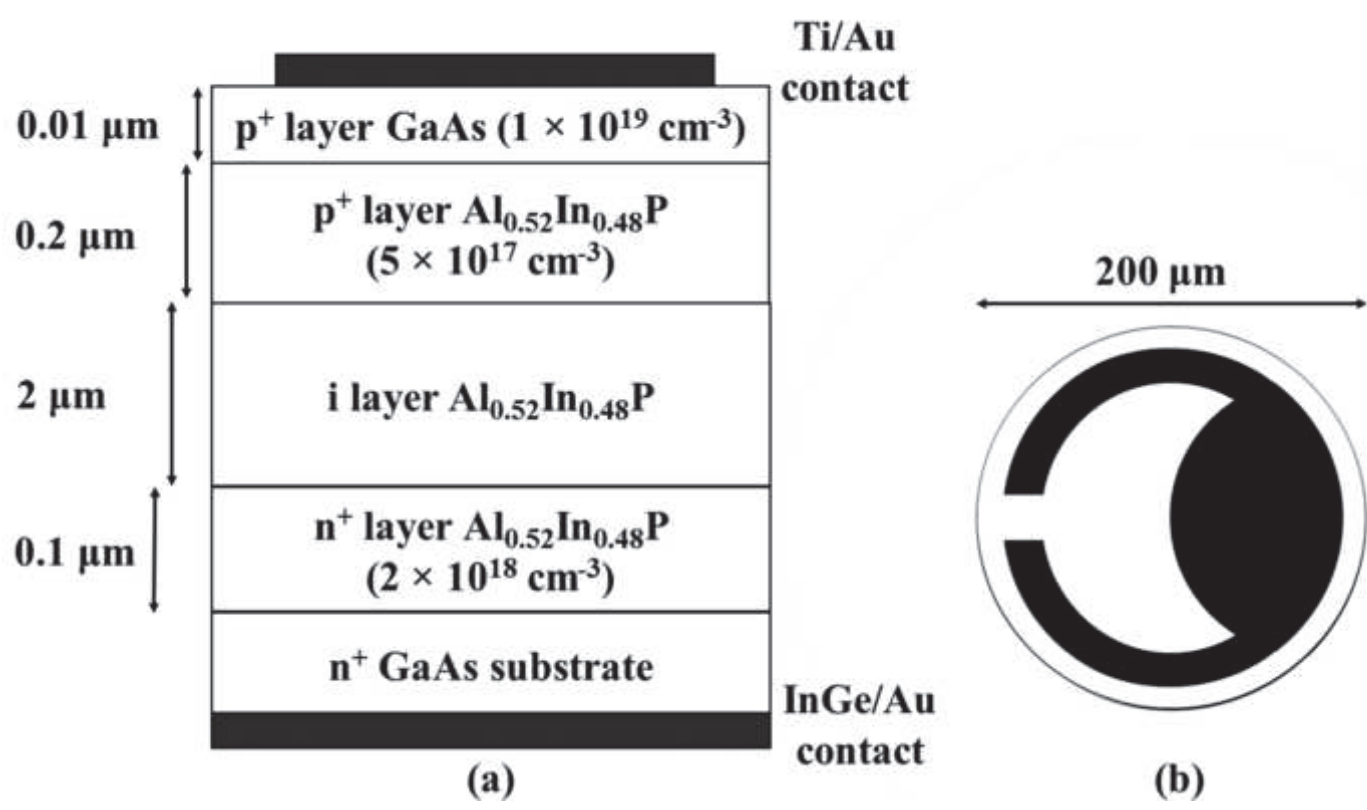 Ti/Au
contact
0.01 μm
p⁺ layer GaAs (1 × 10¹⁹ cm⁻³)
0.2 μm
p⁺ layer Al₀.₅₂In₀.₄₈P
(5 × 10¹⁷ cm⁻³)
200 μm
2 μm
i layer Al₀.₅₂In₀.₄₈P
0.1 μm
n⁺ layer Al₀.₅₂In₀.₄₈P
(2 × 10¹⁸ cm⁻³)
n⁺ GaAs substrate
InGe/Au
contact
(a)
(b)